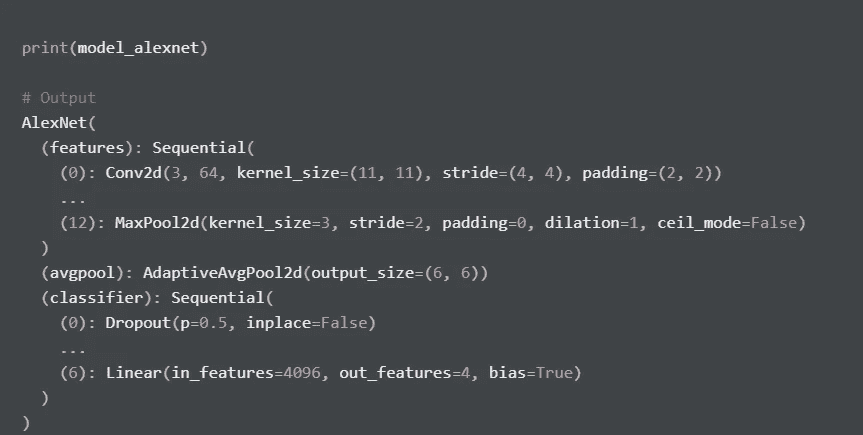 print(model_alexnet)
# Output
AlexNet(
(features): Sequential(
(0): Conv2d(3, 64, kernel_size=(11, 11), stride=(4, 4), padding=(2, 2))
...
(12): MaxPool2d(kernel_size=3, stride=2, padding=0, dilation=1, ceil_mode=False)
)
(avgpool): AdaptiveAvgPool2d(output_size=(6, 6))
(classifier): Sequential(
(0): Dropout(p=0.5, inplace=False)
...
(6): Linear(in_features=4096, out_features=4, bias=True)
)
)